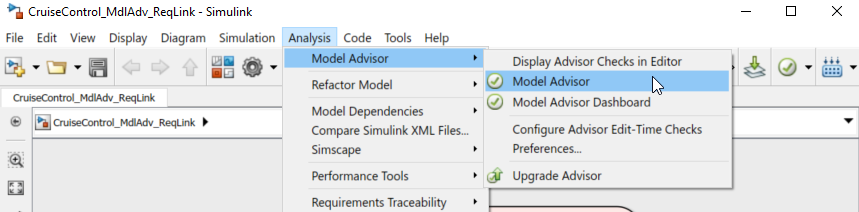 CruiseControl_MdlAdv_ReqLink - Simulink
File Edit View Display Diagram Simulation Analysis Code Tools Help
Model Advisor
Display Advisor Checks in Editor
Model Advisor
Model Advisor Dashboard
Configure Advisor Edit-Time Checks
Preferences...
Upgrade Advisor
Refactor Model
Model Dependencies
Compare Simulink XML Files...
Simscape
Performance Tools
Requirements Traceability
CruiseControl_MdlAdv_ReqLink
CruiseControl_MdlAdv_ReqLink